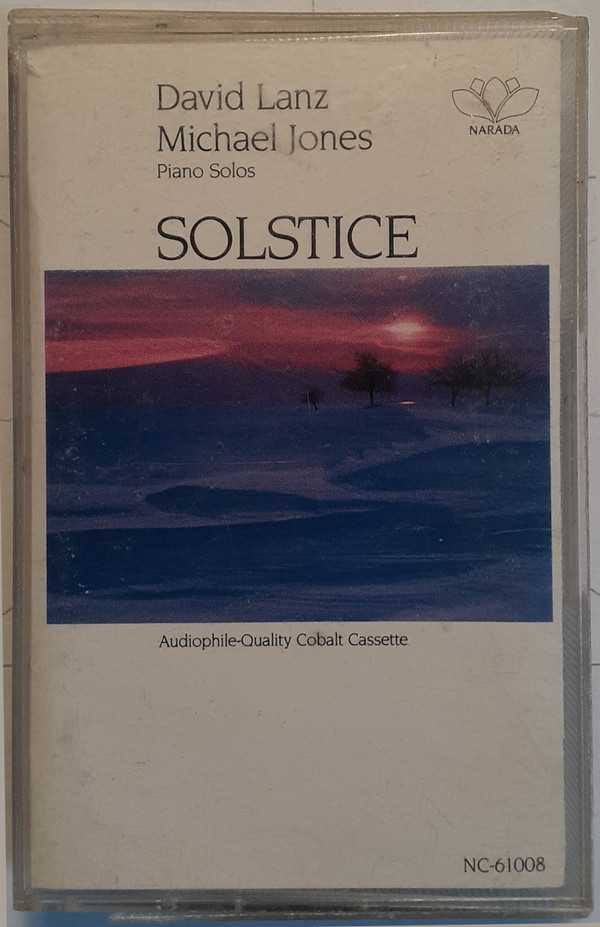 David Lanz
Michael Jones
Piano Solos
NARADA
SOLSTICE
Audiophile-Quality Cobalt Cassette
NC-61008